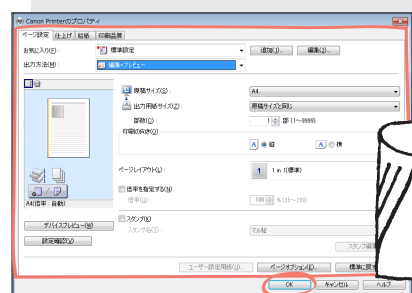 Canon Printerのプロパティ
ページ設定 仕上げ 給紙 印刷品質
お気に入り(F): 標準設定 追加(1)... 編集(2)...
出力方法(M): 編集+プレビュー
原稿サイズ(S): A4
出力用紙サイズ(Z): 原稿サイズと同じ
部数(C): 1 部 (1～9999)
印刷の向き(O)
A 縦 A 横
ページレイアウト(L): 1 1 in 1(標準)
倍率を指定する(N)
A4(倍率: 自動) 倍率(G): 100 % (25～200)
デバイスプレビュー(W) スタンプ(K)
設定確認(V) スタンプ名(T): マル秘
スタンプ編集
ユーザー設定用紙(U)... ページオプション(E)... 標準に戻す
OK キャンセル ヘルプ